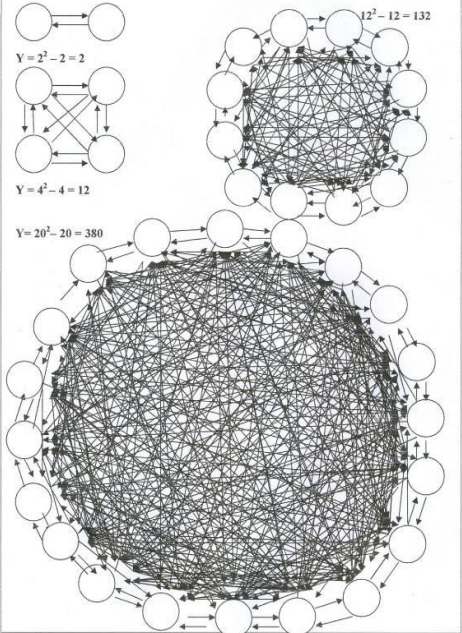 Y = 2² – 2 = 2
12² – 12 = 132
Y = 4² – 4 = 12
Y= 20² – 20 = 380